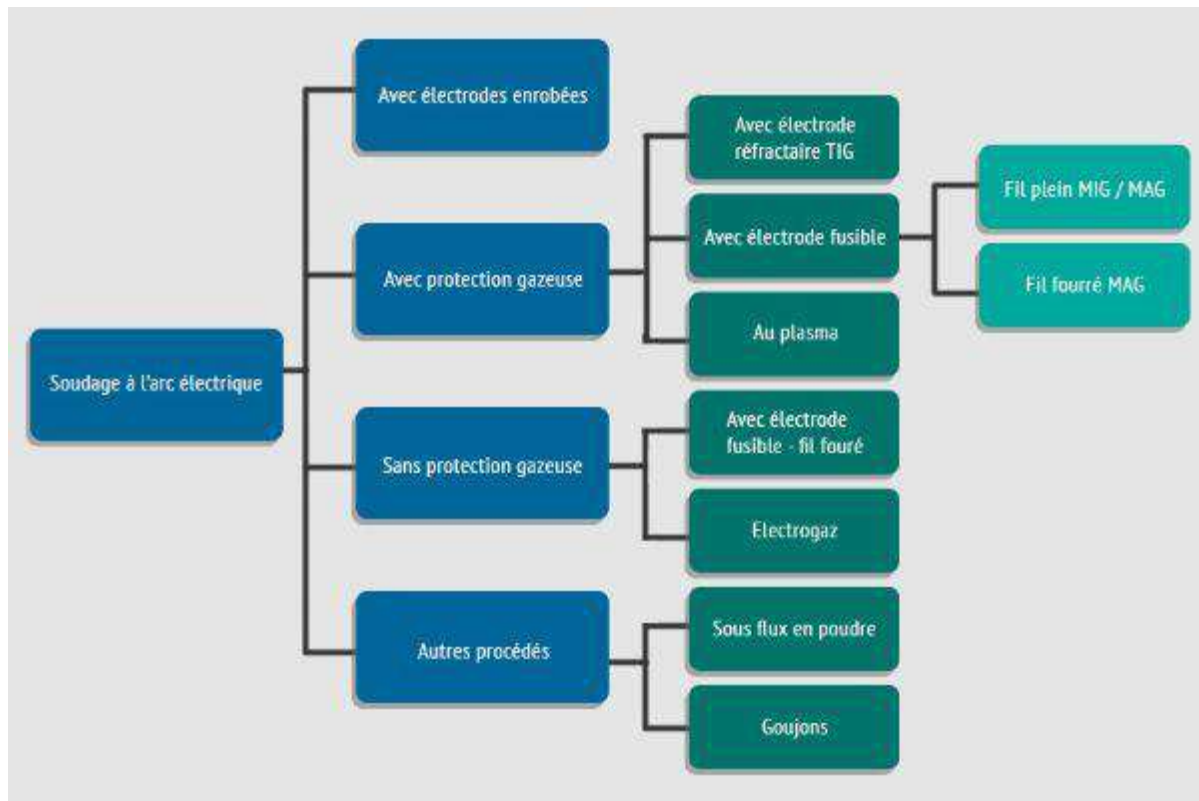 Soudage à l'arc électrique
Avec électrodes enrobées
Avec protection gazeuse
Avec électrode
réfractaire TIG
Avec électrode fusible
Fil plein MIG / MAG
Fil fourré MAG
Au plasma
Sans protection gazeuse
Avec électrode
fusible - fil fouré
Electrogaz
Autres procédés
Sous flux en poudre
Goujons